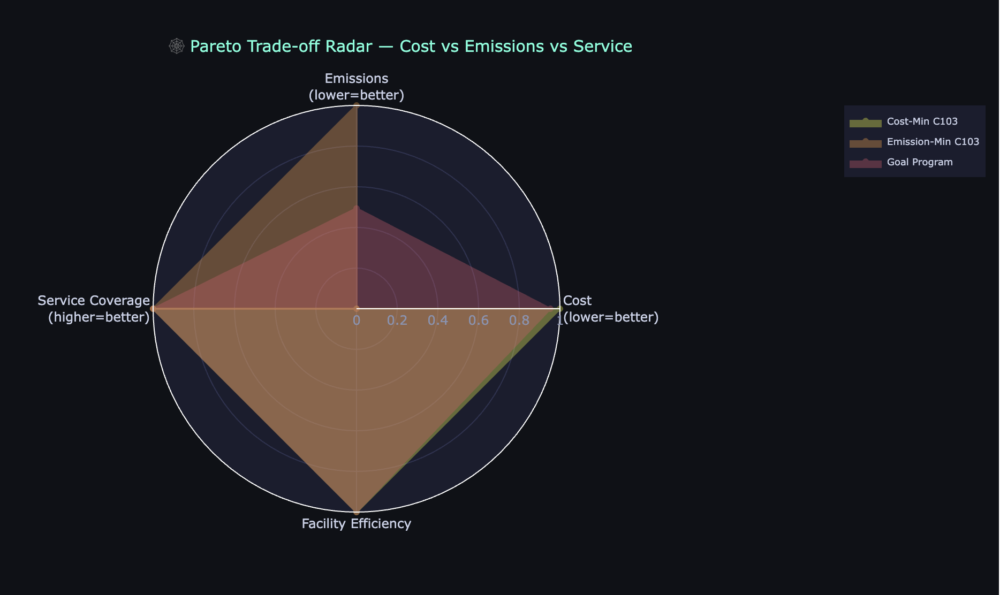 🕸 Pareto Trade-off Radar — Cost vs Emissions vs Service
Emissions
(lower=better)
Cost-Min C103
Emission-Min C103
Goal Program
Service Coverage
(higher=better)
Cost
(lower=better)
0 0.2 0.4 0.6 0.8 1
Facility Efficiency